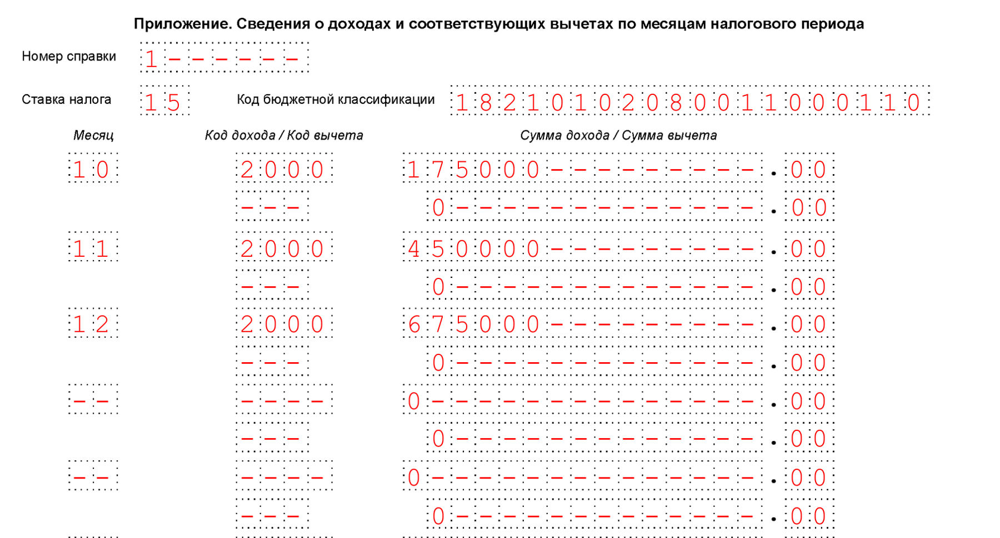 Приложение. Сведения о доходах и соответствующих вычетах по месяцам налогового периода
Номер справки 1------
Ставка налога 15 Код бюджетной классификации 18210102080011000110
Месяц Код дохода / Код вычета Сумма дохода / Сумма вычета
10 2000 175000---------.00
--- 0-------------.00
11 2000 450000---------.00
--- 0-------------.00
12 2000 675000---------.00
--- 0-------------.00
-- ---- 0--------------.00
--- 0-------------.00
-- ---- 0--------------.00
--- 0-------------.00